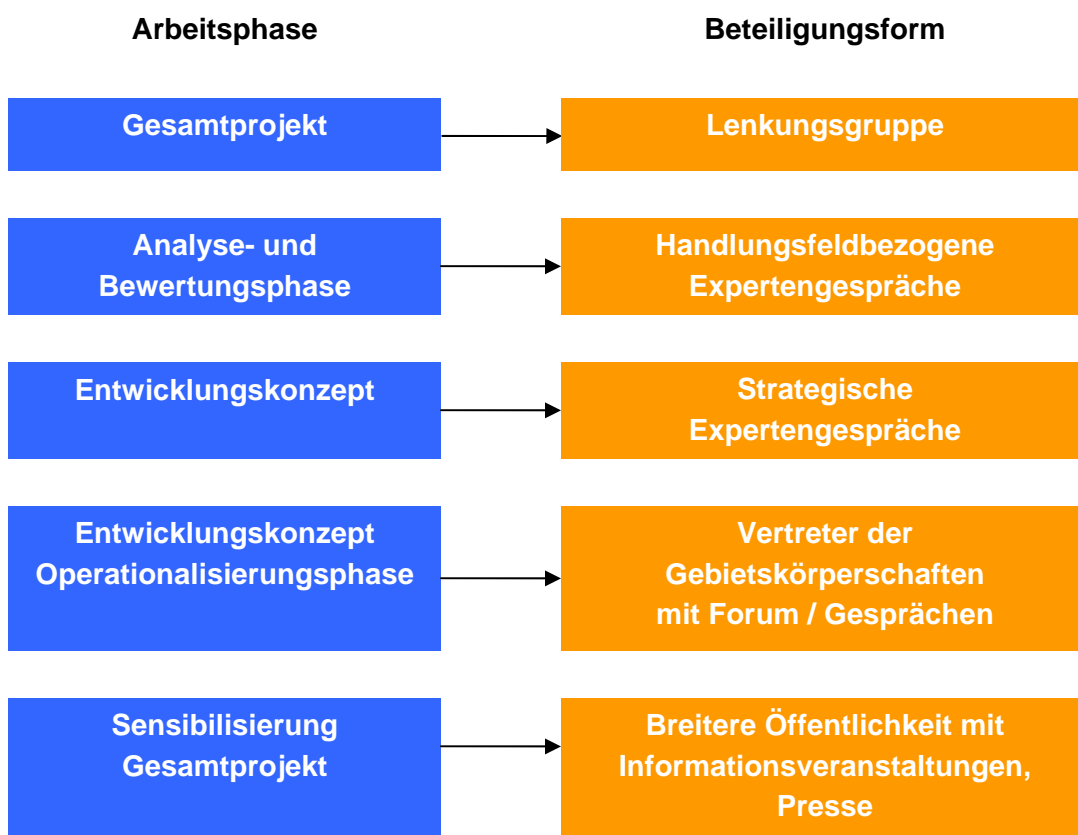 Arbeitsphase
Beteiligungsform
Gesamtprojekt
Lenkungsgruppe
Analyse- und
Bewertungsphase
Handlungsfeldbezogene
Expertengespräche
Entwicklungskonzept
Strategische
Expertengespräche
Entwicklungskonzept
Operationalisierungsphase
Vertreter der
Gebietskörperschaften
mit Forum / Gesprächen
Sensibilisierung
Gesamtprojekt
Breitere Öffentlichkeit mit
Informationsveranstaltungen,
Presse